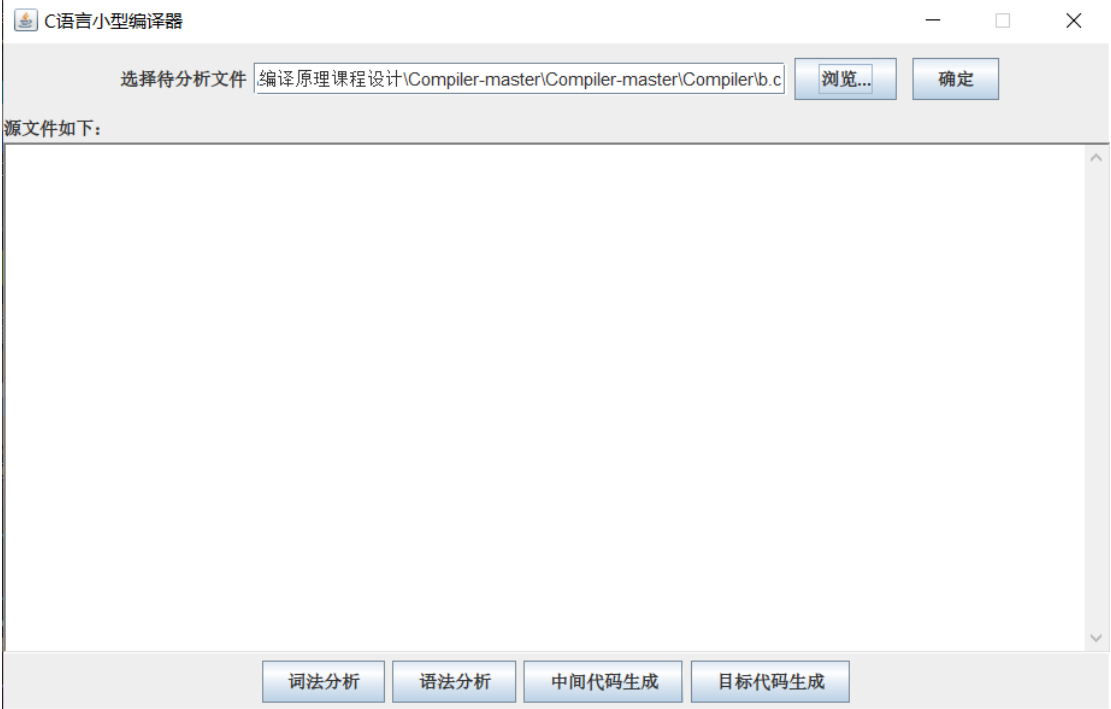 C语言小型编译器
选择待分析文件 编译原理课程设计\Compiler-master\Compiler-master\Compiler\b.c 浏览... 确定
源文件如下：
词法分析 语法分析 中间代码生成 目标代码生成